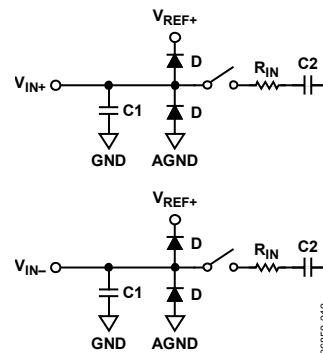 VREF+
D
VIN+
RIN
C2
C1
D
GND
AGND
VREF+
D
VIN–
RIN
C2
C1
D
GND
AGND